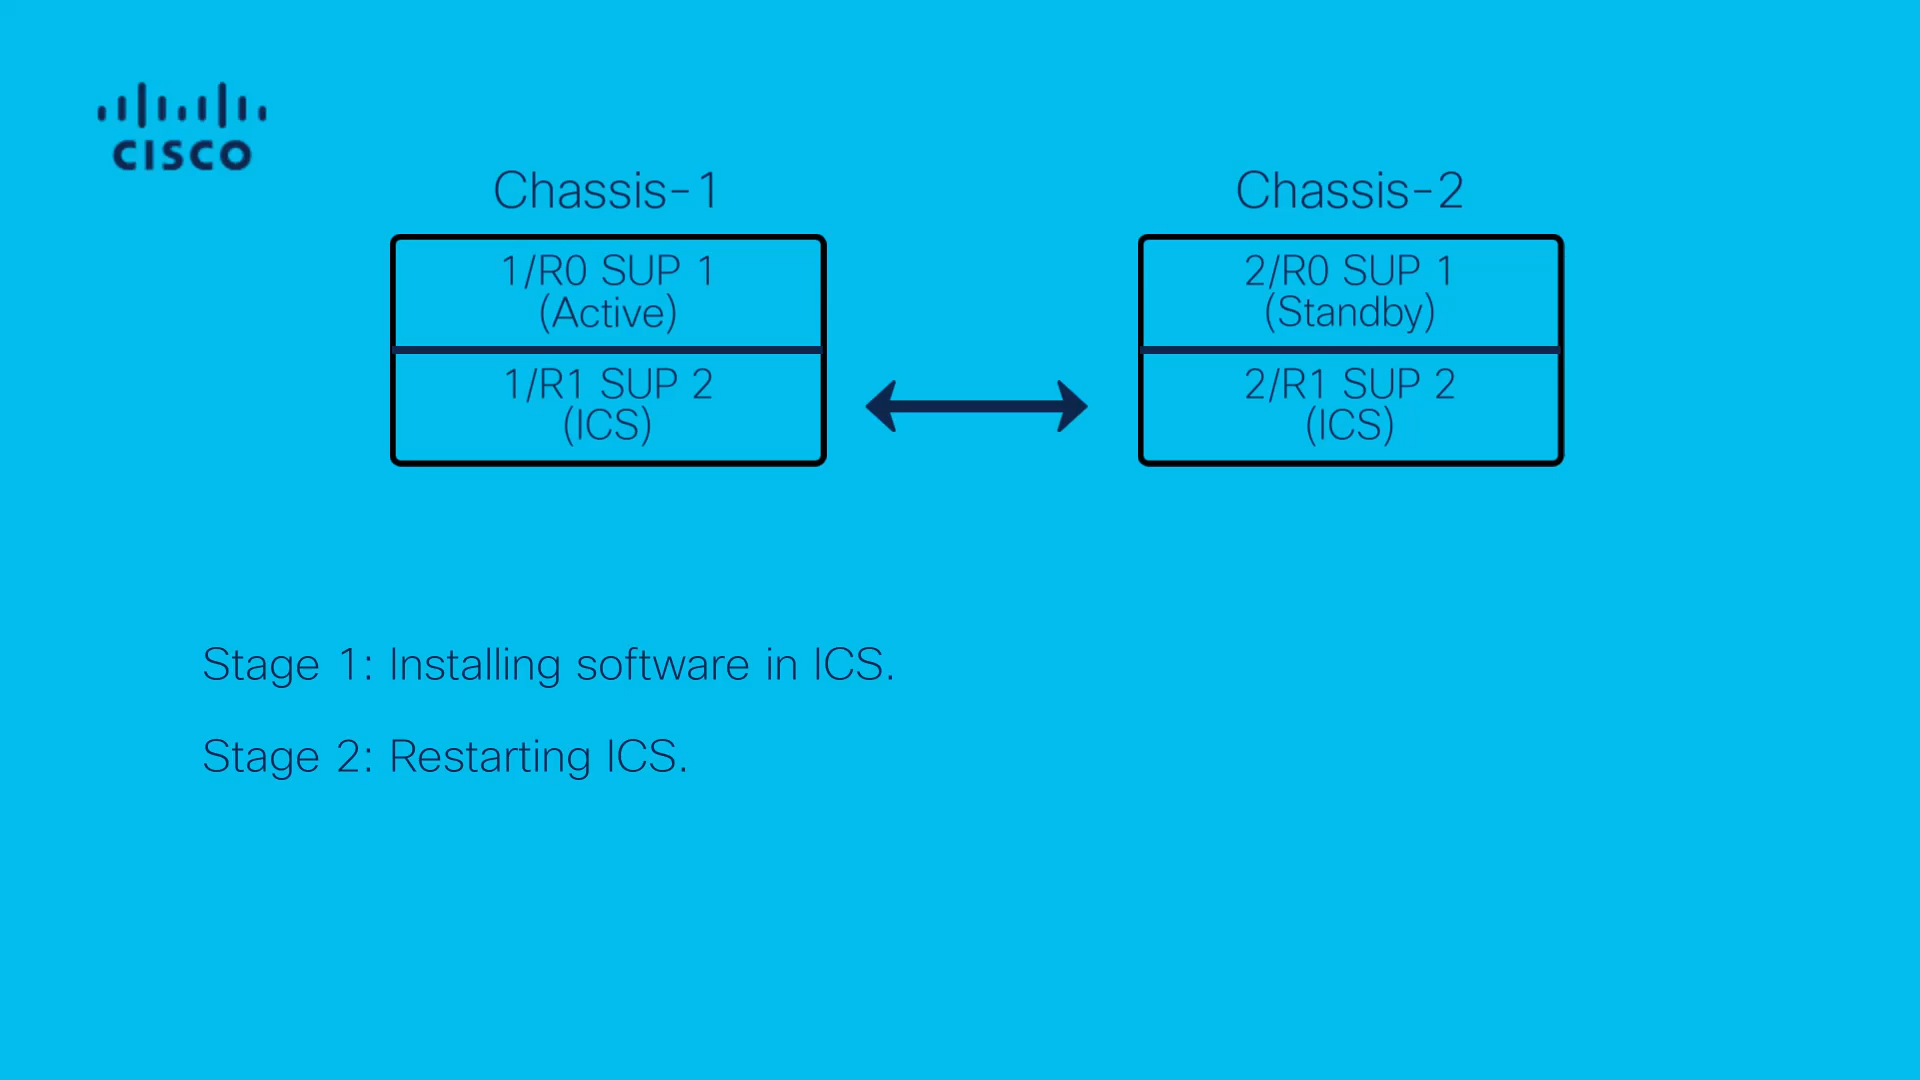 CISCO
Chassis-1
1/R0 SUP 1
(Active)
1/R1 SUP 2
(ICS)
Chassis-2
2/R0 SUP 1
(Standby)
2/R1 SUP 2
(ICS)
Stage 1: Installing software in ICS.
Stage 2: Restarting ICS.